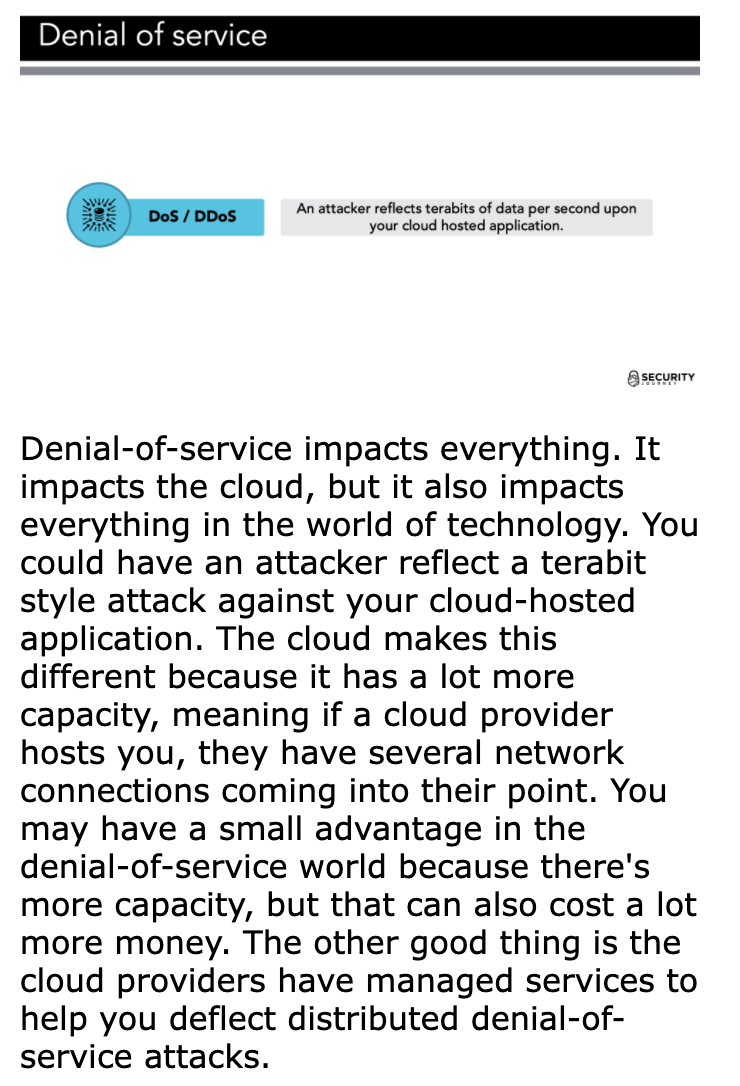 Denial of service
DoS / DDoS
An attacker reflects terabits of data per second upon
your cloud hosted application.
SECURITY
JOURNEY
Denial-of-service impacts everything. It
impacts the cloud, but it also impacts
everything in the world of technology. You
could have an attacker reflect a terabit
style attack against your cloud-hosted
application. The cloud makes this
different because it has a lot more
capacity, meaning if a cloud provider
hosts you, they have several network
connections coming into their point. You
may have a small advantage in the
denial-of-service world because there's
more capacity, but that can also cost a lot
more money. The other good thing is the
cloud providers have managed services to
help you deflect distributed denial-of-
service attacks.